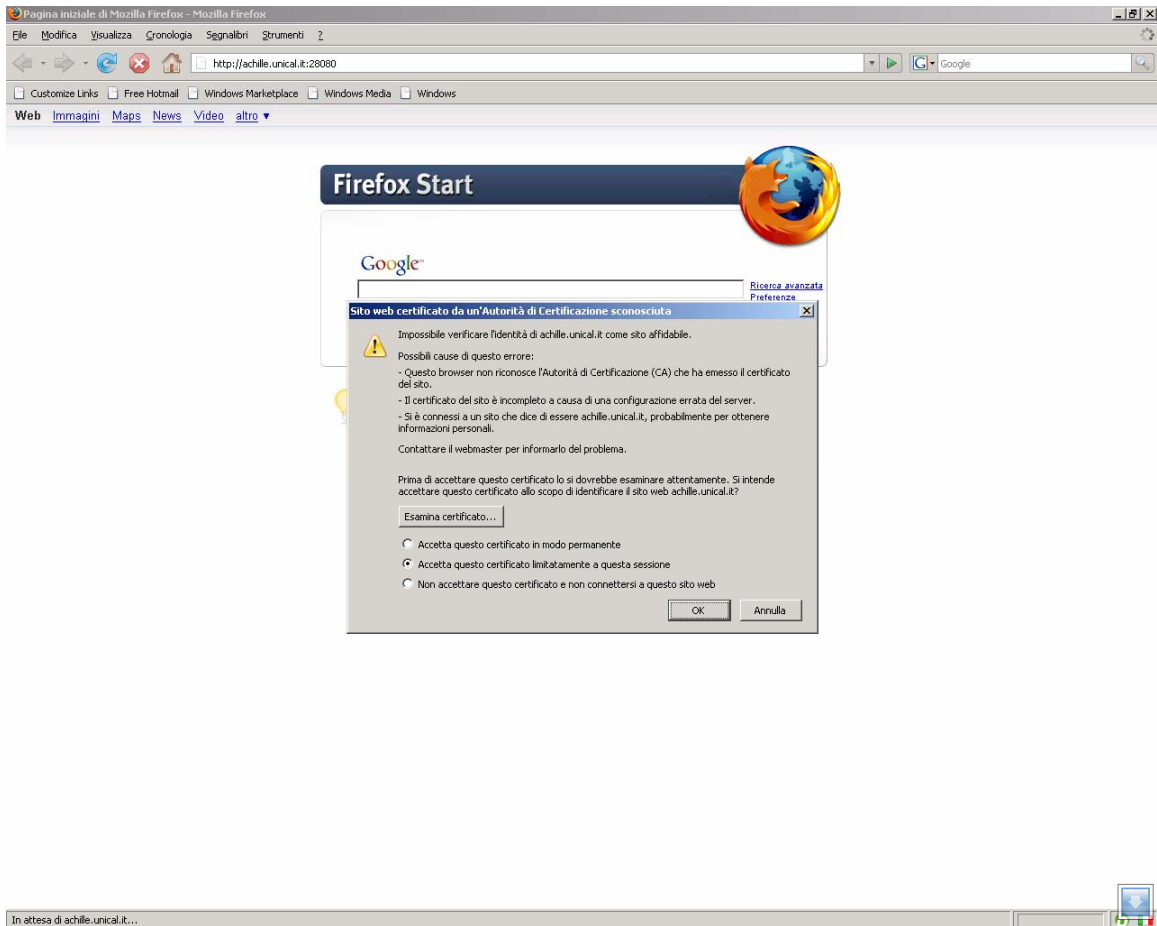 Pagina iniziale di Mozilla Firefox - Mozilla Firefox
File Modifica Visualizza Cronologia Segnalibri Strumenti ?
http://achille.unical.it:28080
G Google
Customize Links Free Hotmail Windows Marketplace Windows Media Windows
Web Immagini Maps News Video altro ▼
Firefox Start
Google™
Ricerca avanzata
Preferenze
Sito web certificato da un'Autorità di Certificazione sconosciuta
Impossibile verificare l'identità di achille.unical.it come sito affidabile.
Possibili cause di questo errore:
- Questo browser non riconosce l'Autorità di Certificazione (CA) che ha emesso il certificato
del sito.
- Il certificato del sito è incompleto a causa di una configurazione errata del server.
- Si è connessi a un sito che dice di essere achille.unical.it, probabilmente per ottenere
informazioni personali.
Contattare il webmaster per informarlo del problema.
Prima di accettare questo certificato lo si dovrebbe esaminare attentamente. Si intende
accettare questo certificato allo scopo di identificare il sito web achille.unical.it?
Esamina certificato...
Accetta questo certificato in modo permanente
Accetta questo certificato limitatamente a questa sessione
Non accettare questo certificato e non connettersi a questo sito web
OK Annulla
In attesa di achille.unical.it...